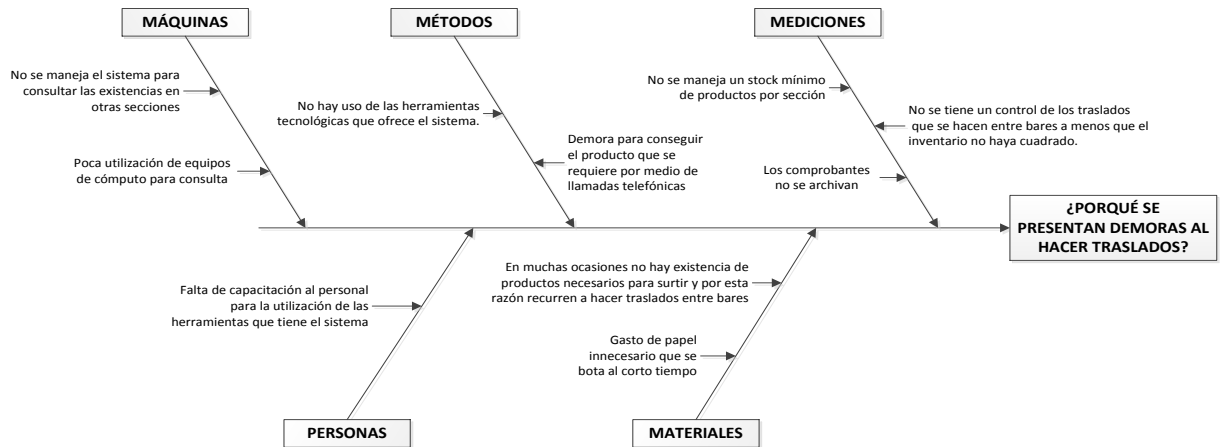 MÁQUINAS
MÉTODOS
MEDICIONES
No se maneja el sistema para
consultar las existencias en
otras secciones
Poca utilización de equipos
de cómputo para consulta
No hay uso de las herramientas
tecnológicas que ofrece el sistema.
Demora para conseguir
el producto que se
requiere por medio de
llamadas telefónicas
No se maneja un stock mínimo
de productos por sección
No se tiene un control de los traslados
que se hacen entre bares a menos que el
inventario no haya cuadrado.
Los comprobantes
no se archivan
¿PORQUÉ SE
PRESENTAN DEMORAS AL
HACER TRASLADOS?
Falta de capacitación al personal
para la utilización de las
herramientas que tiene el sistema
En muchas ocasiones no hay existencia de
productos necesarios para surtir y por esta
razón recurren a hacer traslados entre bares
Gasto de papel
innecesario que se
bota al corto tiempo
PERSONAS
MATERIALES